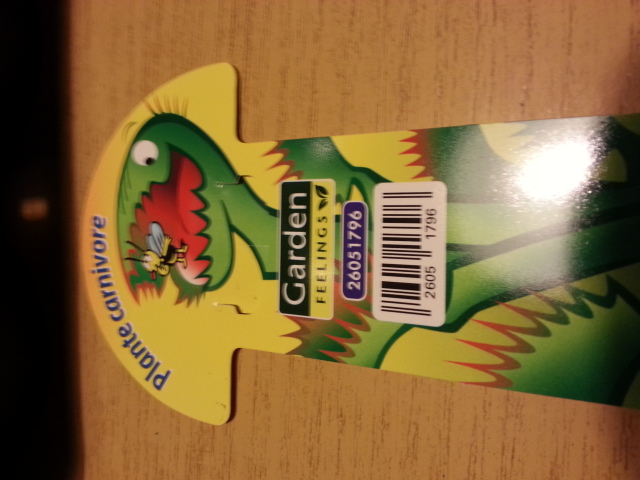 Plante carnivore
Garden
FEELINGS
26051796
2605 1796